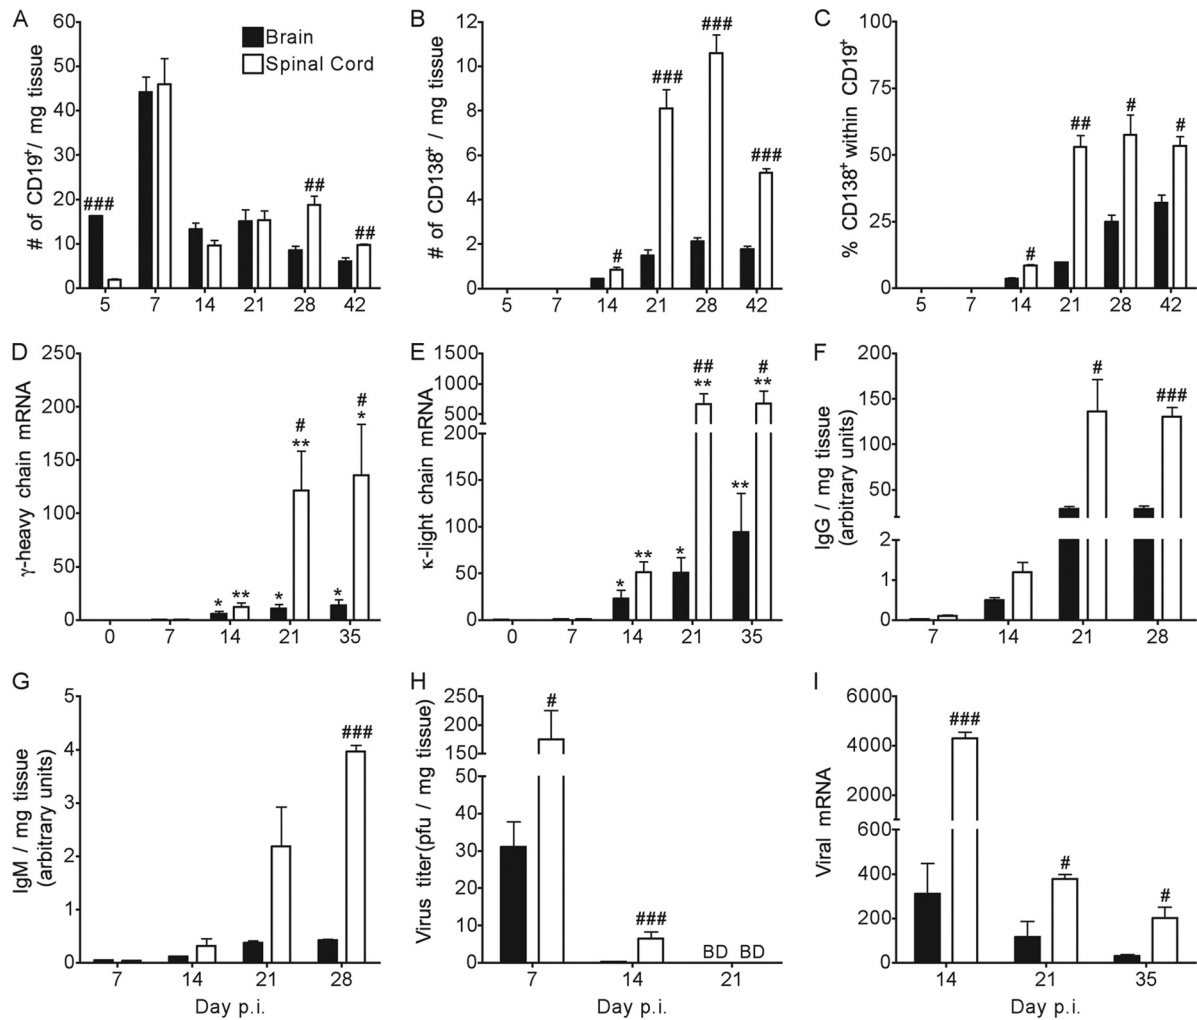 A
# of CD19⁺/ mg tissue
60
50
40
30
20
10
0
Brain
Spinal Cord
###
##
##
5 7 14 21 28 42
B
# of CD138⁺ / mg tissue
12
10
8
6
4
2
0
#
###
###
###
5 7 14 21 28 42
C
% CD138⁺ within CD19⁺
100
75
50
25
0
#
##
#
#
5 7 14 21 28 42
D
γ-heavy chain mRNA
250
200
150
100
50
0
*
**
*
#
**
*
#
*
0 7 14 21 35
E
κ-light chain mRNA
1500
1000
500
200
150
100
50
0
*
**
*
##
**
**
#
**
0 7 14 21 35
F
IgG / mg tissue
(arbitrary units)
200
150
100
50
2
1
0
#
###
7 14 21 28
G
IgM / mg tissue
(arbitrary units)
5
4
3
2
1
0
###
7 14 21 28
Day p.i.
H
Virus titer(pfu / mg tissue)
250
200
150
100
50
40
30
20
10
0
#
###
BD BD
7 14 21
Day p.i.
I
Viral mRNA
6000
4000
2000
600
400
200
0
###
#
#
14 21 35
Day p.i.